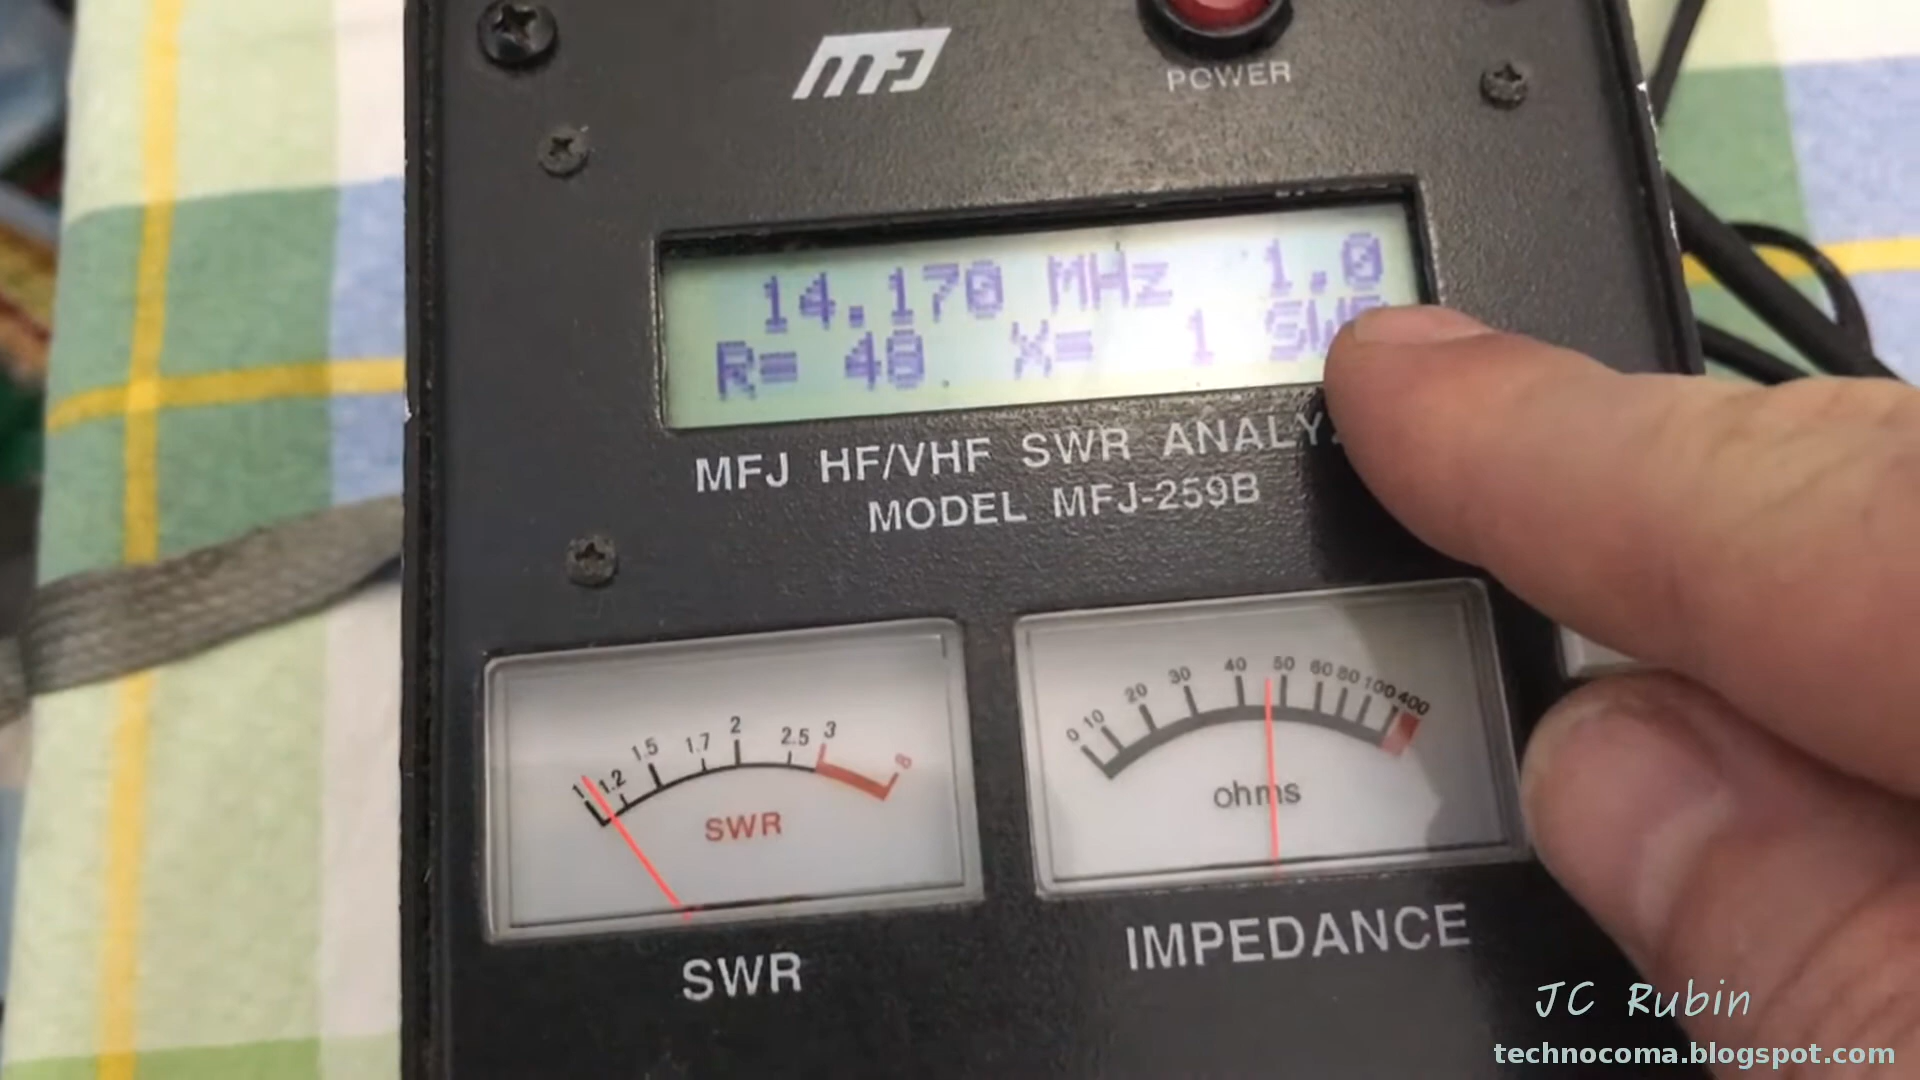 MFJ
POWER
14.170 MHz 1.0
R= 48 X= 1
MFJ HF/VHF SWR
MODEL MFJ-259B
1 1.2 1.5 1.7 2 2.5 3
SWR
SWR
0 10 20 30 40 50 60 80 100 400
ohms
IMPEDANCE
JC Rubin
technocoma.blogspot.com